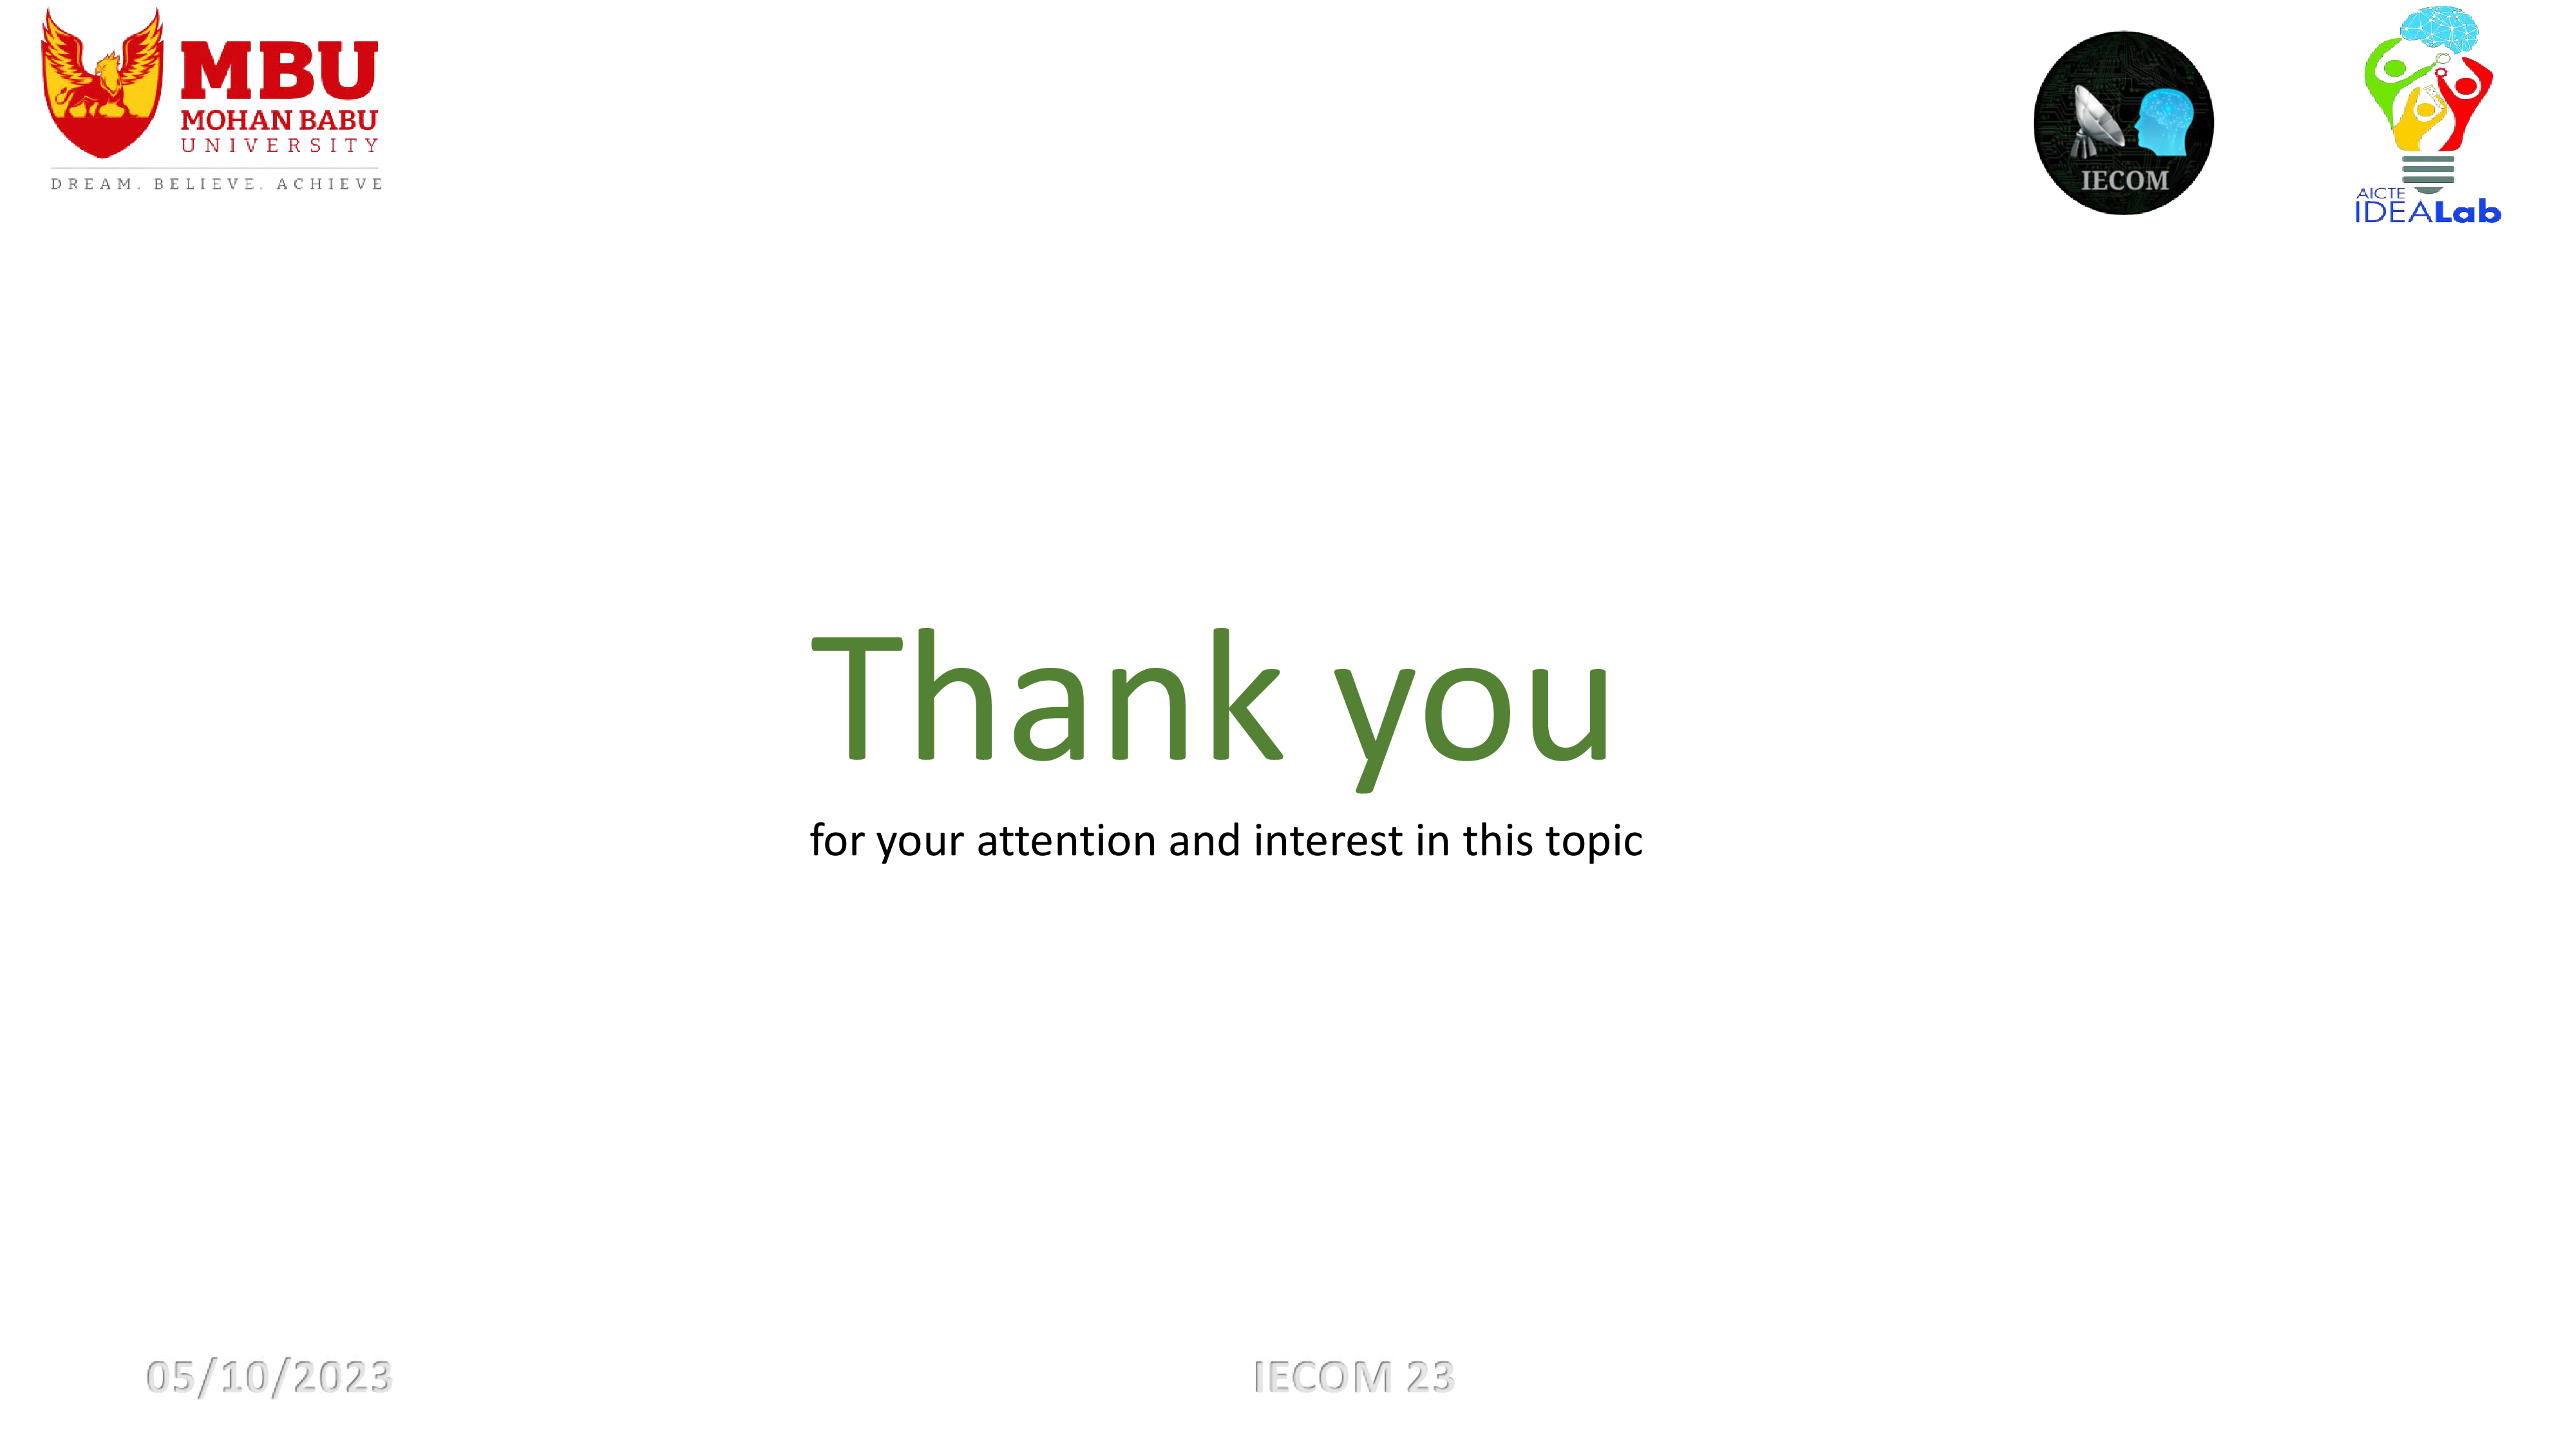 MBU
MOHAN BABU
UNIVERSITY
DREAM. BELIEVE. ACHIEVE
IECOM
AICTE
IDEALab
Thank you
for your attention and interest in this topic
05/10/2023
IECOM 23